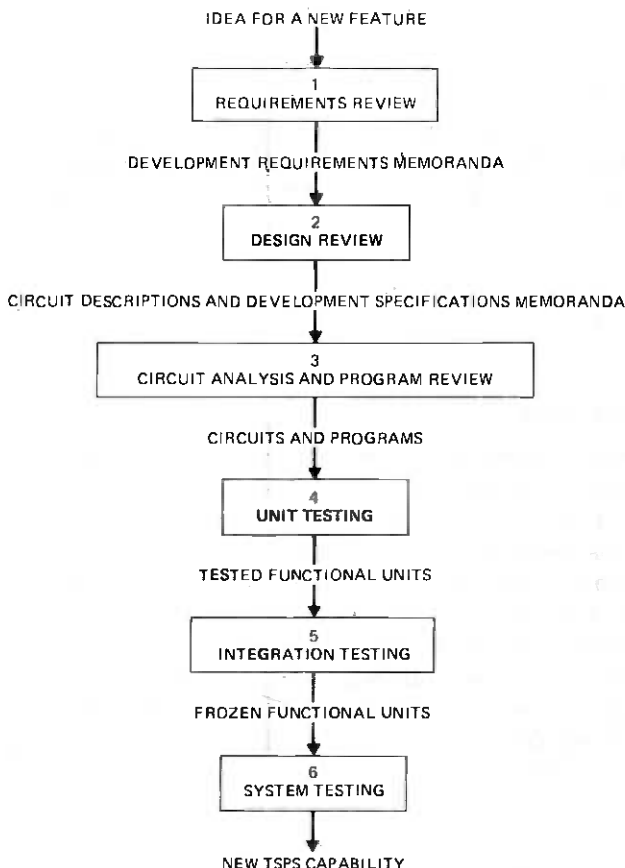 IDEA FOR A NEW FEATURE
1
REQUIREMENTS REVIEW
DEVELOPMENT REQUIREMENTS MEMORANDA
2
DESIGN REVIEW
CIRCUIT DESCRIPTIONS AND DEVELOPMENT SPECIFICATIONS MEMORANDA
3
CIRCUIT ANALYSIS AND PROGRAM REVIEW
CIRCUITS AND PROGRAMS
4
UNIT TESTING
TESTED FUNCTIONAL UNITS
5
INTEGRATION TESTING
FROZEN FUNCTIONAL UNITS
6
SYSTEM TESTING
NEW TSPS CAPABILITY